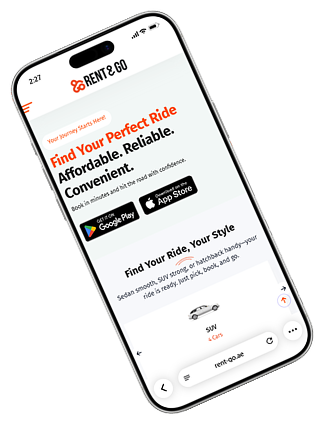 2:27
RENT & GO
Your Journey Starts Here!
Find Your Perfect Ride
Affordable. Reliable.
Convenient.
Book in minutes and hit the road with confidence.
GET IT ON
Google Play
Download on the
App Store
Find Your Ride, Your Style
Sedan smooth, SUV strong, or hatchback handy—your
ride is ready. Just pick, book, and go.
SUV
4 Cars
rent-go.ae